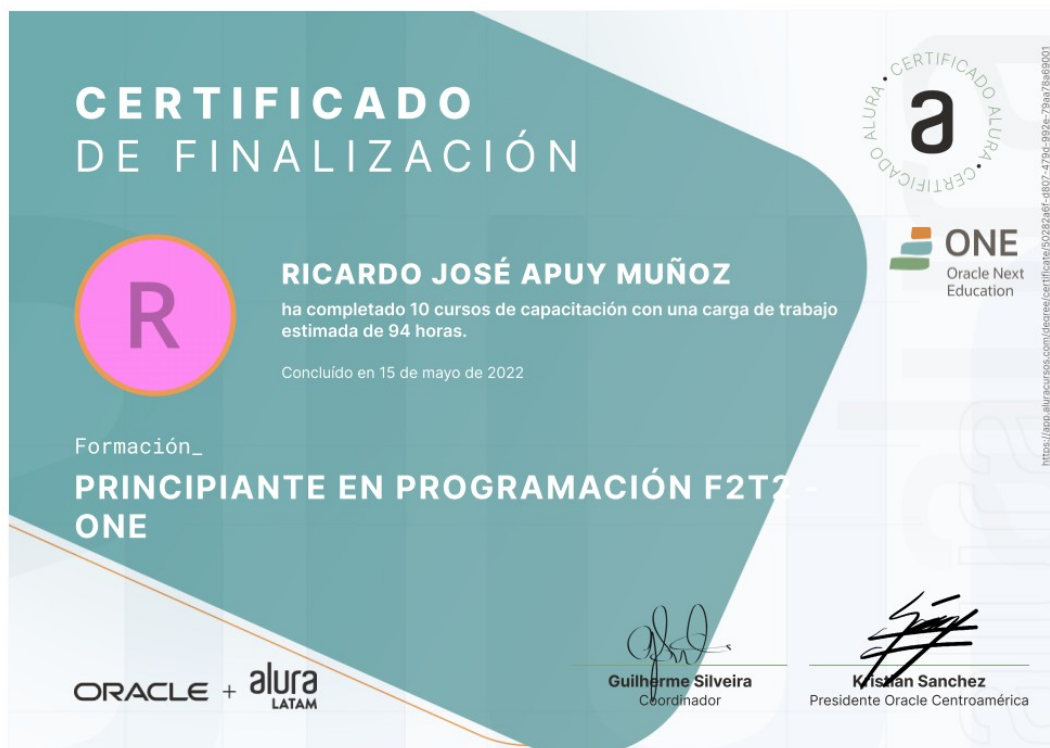 CERTIFICADO
DE FINALIZACIÓN
CERTIFICADO ALURA • CERTIFICADO ALURA •
a
ONE
Oracle Next
Education
https://app.aluracursos.com/degree/certificate/50282a6f-d807-479d-992e-79aa78a69001
R
RICARDO JOSÉ APUY MUÑOZ
ha completado 10 cursos de capacitación con una carga de trabajo
estimada de 94 horas.
Concluído en 15 de mayo de 2022
Formación_
PRINCIPIANTE EN PROGRAMACIÓN F2T2 -
ONE
ORACLE + alura
LATAM
Guilherme Silveira
Coordinador
Kristian Sanchez
Presidente Oracle Centroamérica